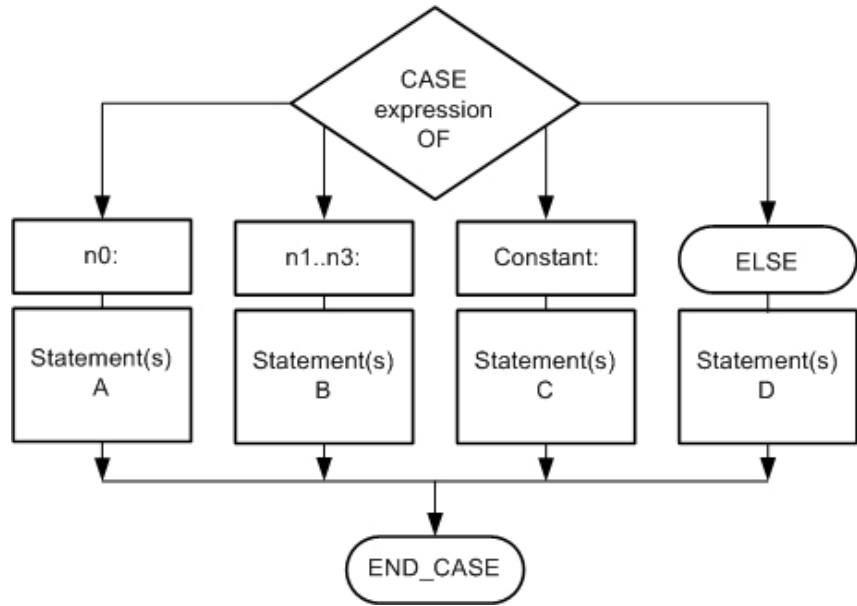 CASE
expression
OF
n0:
n1..n3:
Constant:
ELSE
Statement(s)
A
Statement(s)
B
Statement(s)
C
Statement(s)
D
END_CASE